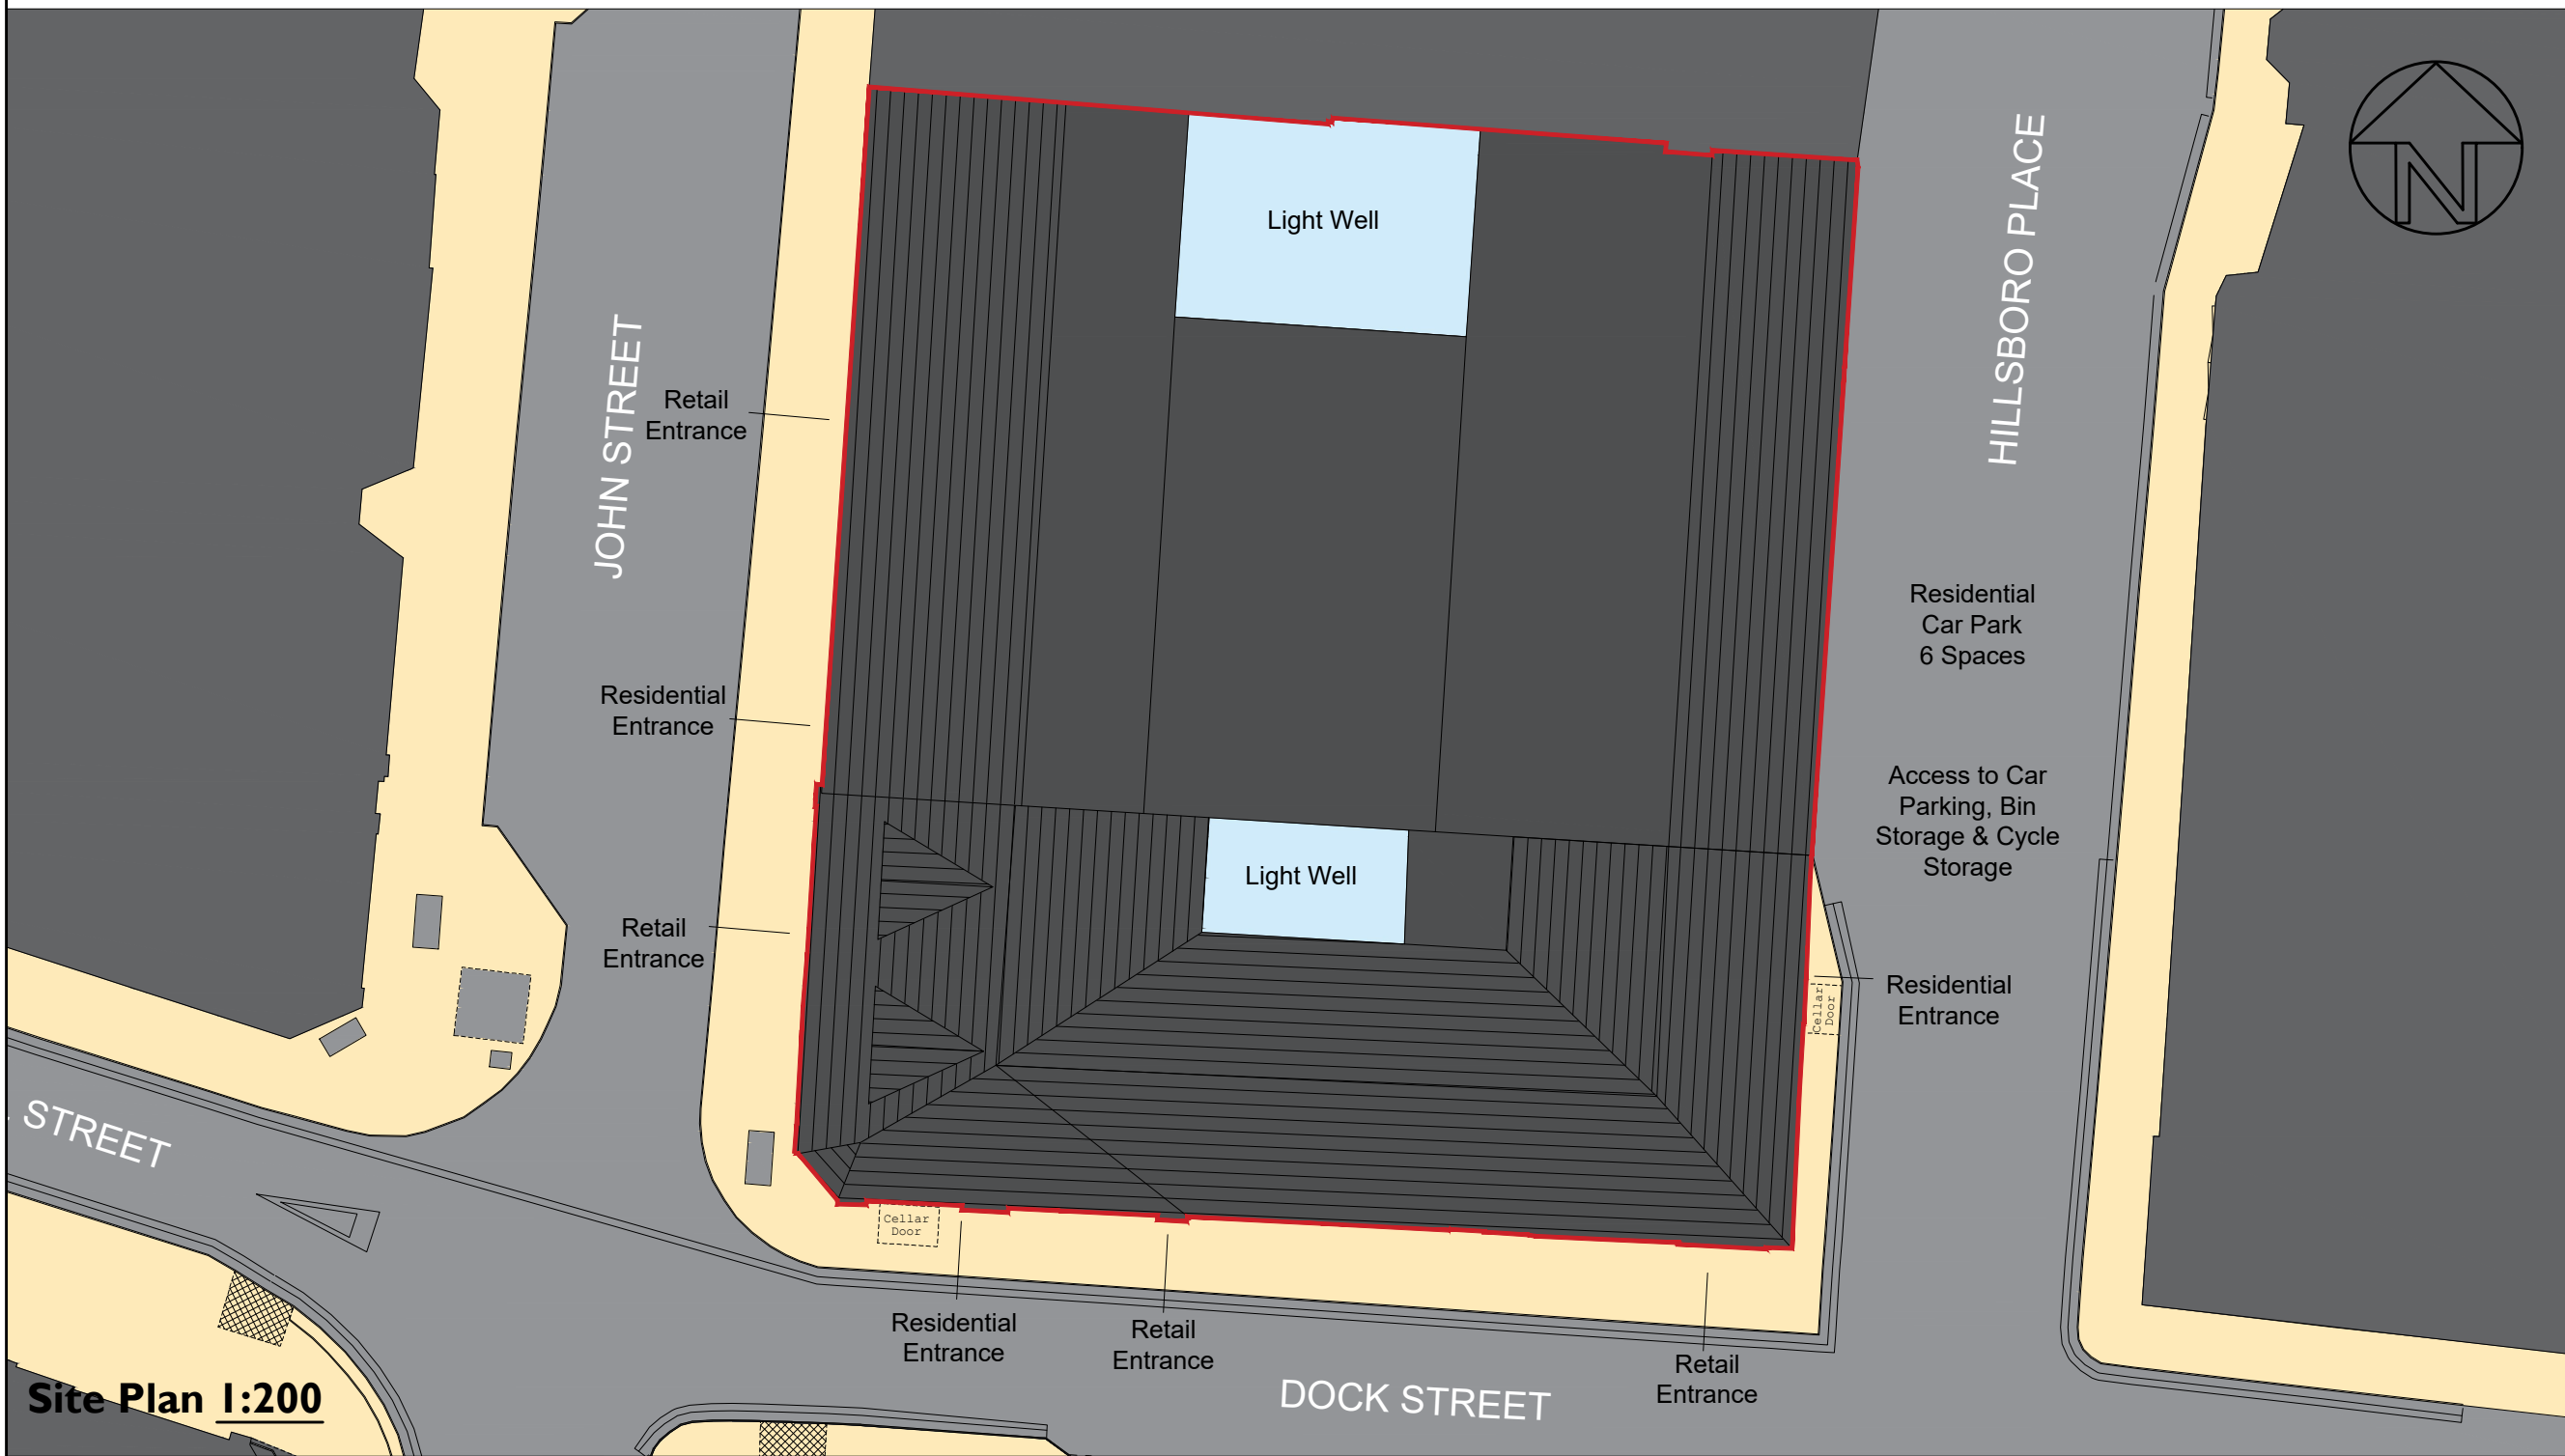 Light Well
N
HILLSBORO PLACE
JOHN STREET
Retail
Entrance
Residential
Car Park
6 Spaces
Residential
Entrance
Access to Car
Parking, Bin
Storage & Cycle
Storage
Light Well
Retail
Entrance
Residential
Entrance
Cellar
Door
STREET
Cellar
Door
Residential
Entrance
Retail
Entrance
Retail
Entrance
DOCK STREET
Site Plan 1:200